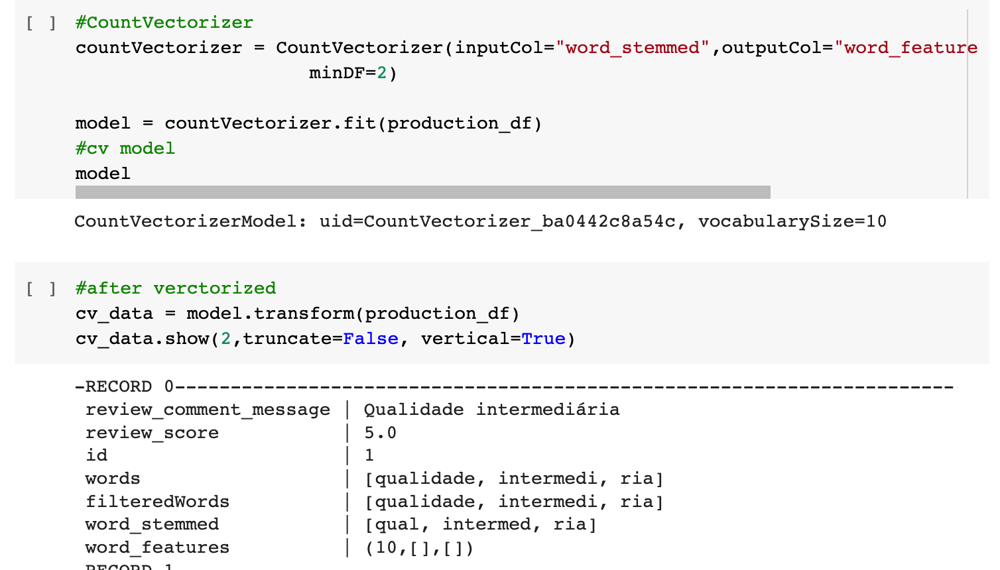 [ ] #CountVectorizer
countVectorizer = CountVectorizer(inputCol="word_stemmed",outputCol="word_feature
minDF=2)
model = countVectorizer.fit(production_df)
#cv model
model
CountVectorizerModel: uid=CountVectorizer_ba0442c8a54c, vocabularySize=10
[ ] #after verctorized
cv_data = model.transform(production_df)
cv_data.show(2,truncate=False, vertical=True)
-RECORD 0----------------------------------------------------------------------
review_comment_message | Qualidade intermediária
review_score | 5.0
id | 1
words | [qualidade, intermedi, ria]
filteredWords | [qualidade, intermedi, ria]
word_stemmed | [qual, intermed, ria]
word_features | (10,[],[])
RECORD 1